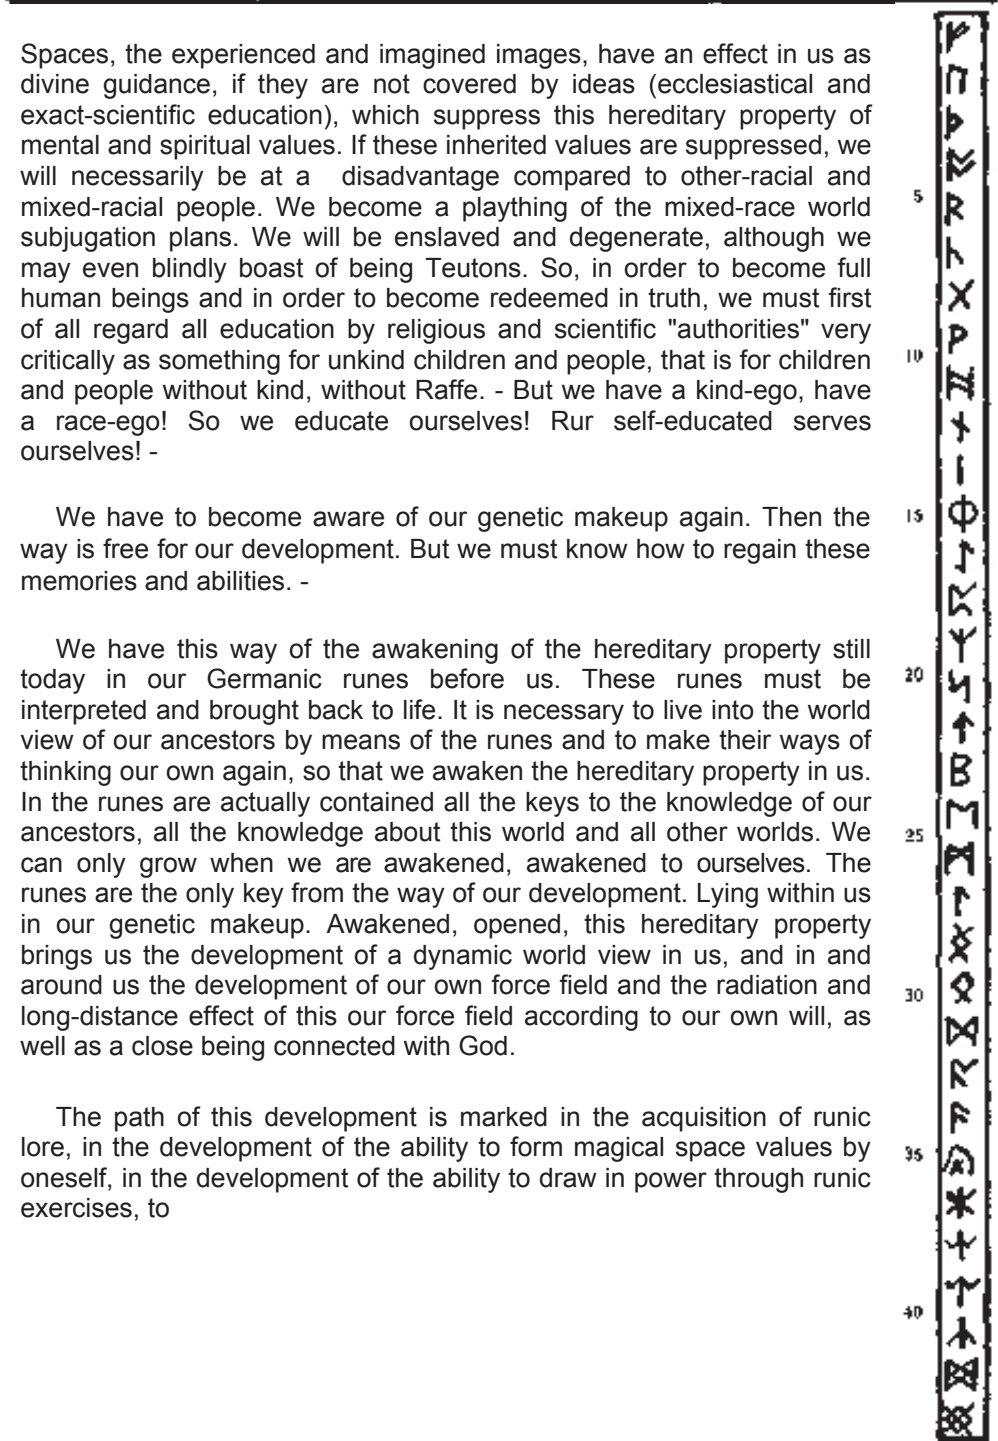 Spaces, the experienced and imagined images, have an effect in us as
divine guidance, if they are not covered by ideas (ecclesiastical and
exact-scientific education), which suppress this hereditary property of
mental and spiritual values. If these inherited values are suppressed, we
will necessarily be at a disadvantage compared to other-racial and
mixed-racial people. We become a plaything of the mixed-race world
subjugation plans. We will be enslaved and degenerate, although we
may even blindly boast of being Teutons. So, in order to become full
human beings and in order to become redeemed in truth, we must first
of all regard all education by religious and scientific "authorities" very
critically as something for unkind children and people, that is for children
and people without kind, without Raffe. - But we have a kind-ego, have
a race-ego! So we educate ourselves! Rur self-educated serves
ourselves! -
We have to become aware of our genetic makeup again. Then the
way is free for our development. But we must know how to regain these
memories and abilities. -
We have this way of the awakening of the hereditary property still
today in our Germanic runes before us. These runes must be
interpreted and brought back to life. It is necessary to live into the world
view of our ancestors by means of the runes and to make their ways of
thinking our own again, so that we awaken the hereditary property in us.
In the runes are actually contained all the keys to the knowledge of our
ancestors, all the knowledge about this world and all other worlds. We
can only grow when we are awakened, awakened to ourselves. The
runes are the only key from the way of our development. Lying within us
in our genetic makeup. Awakened, opened, this hereditary property
brings us the development of a dynamic world view in us, and in and
around us the development of our own force field and the radiation and
long-distance effect of this our force field according to our own will, as
well as a close being connected with God.
The path of this development is marked in the acquisition of runic
lore, in the development of the ability to form magical space values by
oneself, in the development of the ability to draw in power through runic
exercises, to
5
10
15
20
25
30
35
40